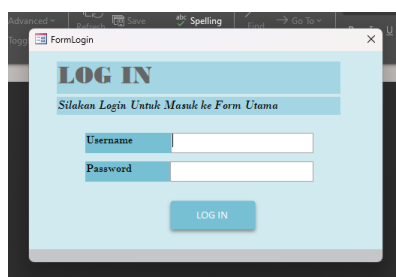 Advanced
Refresh
Save
abc Spelling
Find
Go To
FormLogin
LOG IN
Silakan Login Untuk Masuk ke Form Utama
Username
Password
LOG IN